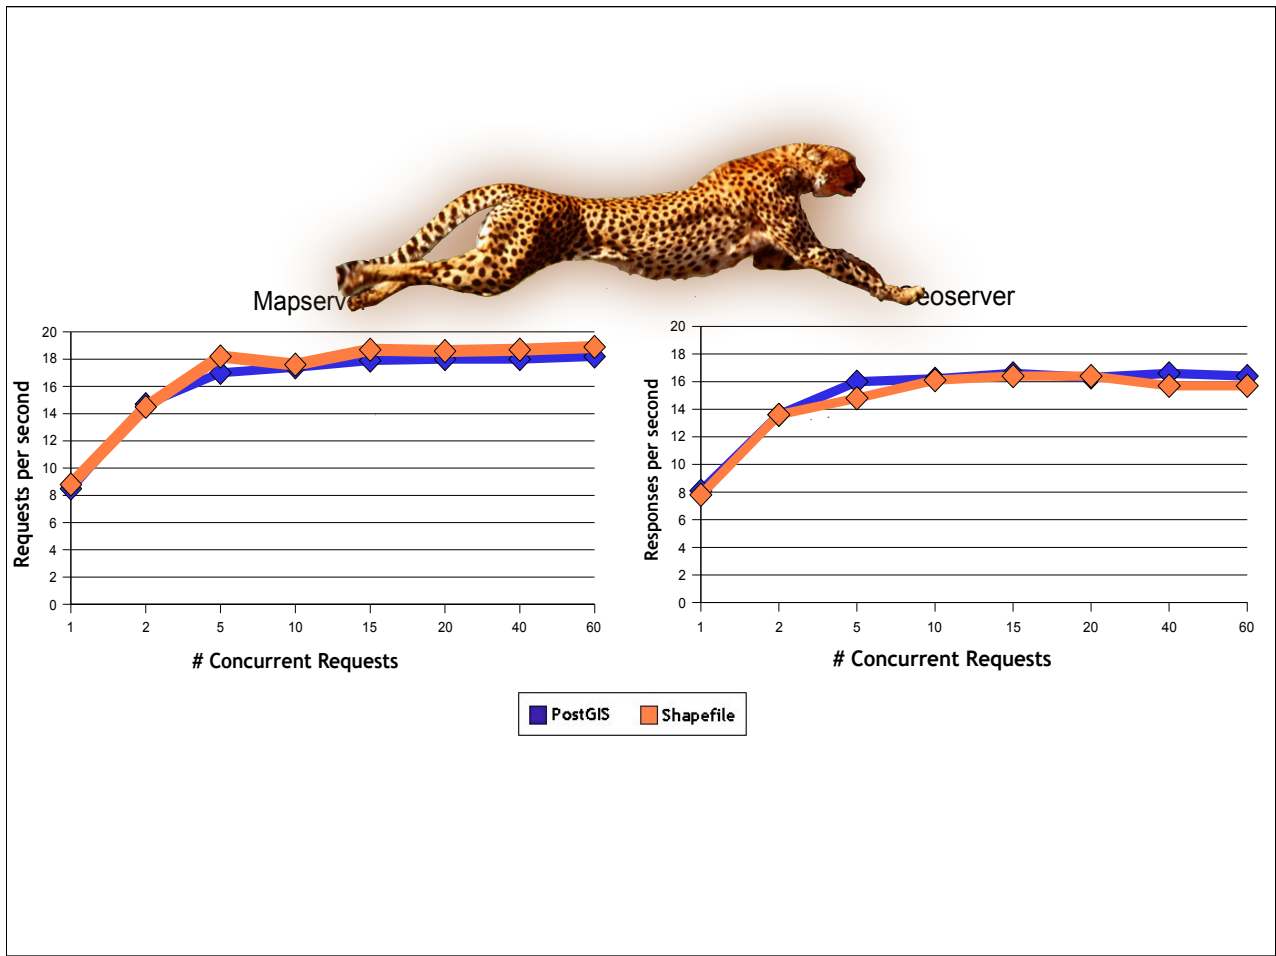 Mapserver
Geoserver
Requests per second
20
18
16
14
12
10
8
6
4
2
0
1 2 5 10 15 20 40 60
# Concurrent Requests
Responses per second
20
18
16
14
12
10
8
6
4
2
0
1 2 5 10 15 20 40 60
# Concurrent Requests
PostGIS Shapefile